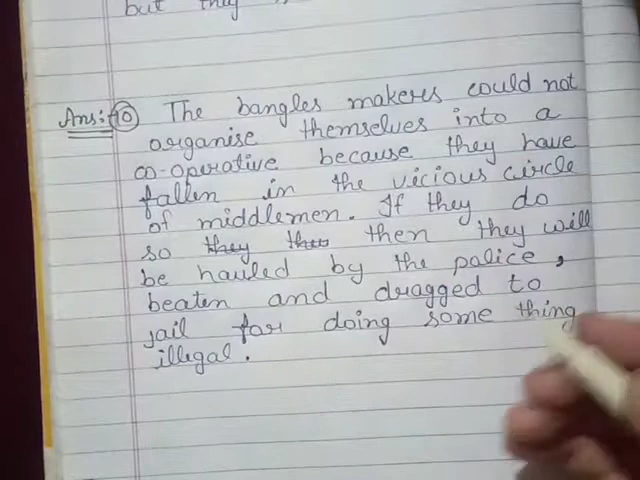 but they
Ans:- 10 The bangles makers could not
organise themselves into a
co-operative because they have
fallen in the vicious circle
of middlemen. If they do
so they then they will
be hauled by the police,
beaten and dragged to
jail for doing some thing
illegal.